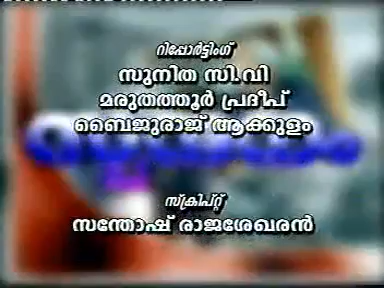 റിപ്പോർട്ടിംഗ്
സുനിത സി.വി
മരുതത്തൂർ പ്രദീപ്
ബൈജുരാജ് ആക്കുളം
സ്ക്രിപ്റ്റ്
സന്തോഷ് രാജശേഖരൻ